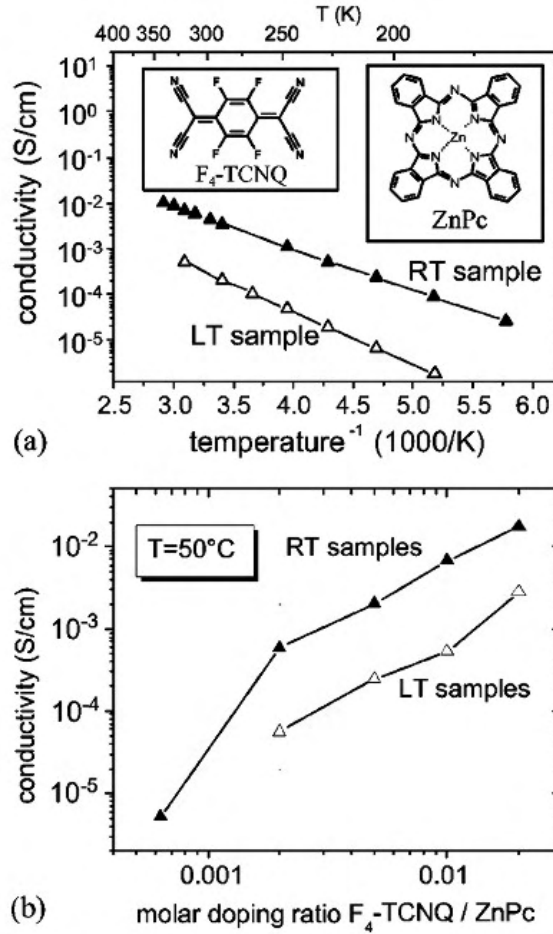 T (K)
400 350 300 250 200
conductivity (S/cm)
10²
10¹
10⁰
10⁻¹
10⁻²
10⁻³
10⁻⁴
10⁻⁵
N
N
N
N
F
F
F
F
F₄-TCNQ
N
N
N
N
N
N
N
N
Zn
ZnPc
RT sample
LT sample
2.5 3.0 3.5 4.0 4.5 5.0 5.5 6.0
(a) temperature⁻¹ (1000/K)
conductivity (S/cm)
10⁻²
10⁻³
10⁻⁴
10⁻⁵
T=50°C
RT samples
LT samples
0.001 0.01
(b) molar doping ratio F₄-TCNQ / ZnPc